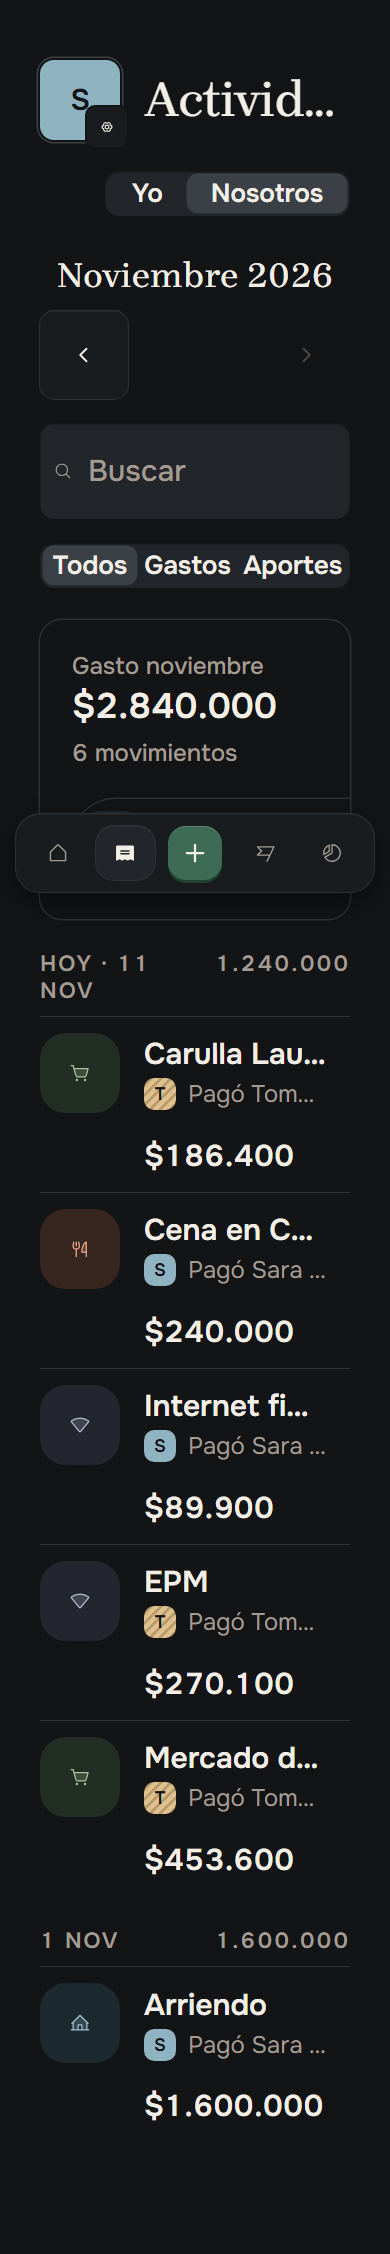 S
Activid...
Yo Nosotros
Noviembre 2026
Buscar
Todos Gastos Aportes
Gasto noviembre
$2.840.000
6 movimientos
HOY · 11 NOV 1.240.000
Carulla Lau...
T Pagó Tom...
$186.400
Cena en C...
S Pagó Sara ...
$240.000
Internet fi...
S Pagó Sara ...
$89.900
EPM
T Pagó Tom...
$270.100
Mercado d...
T Pagó Tom...
$453.600
1 NOV 1.600.000
Arriendo
S Pagó Sara ...
$1.600.000